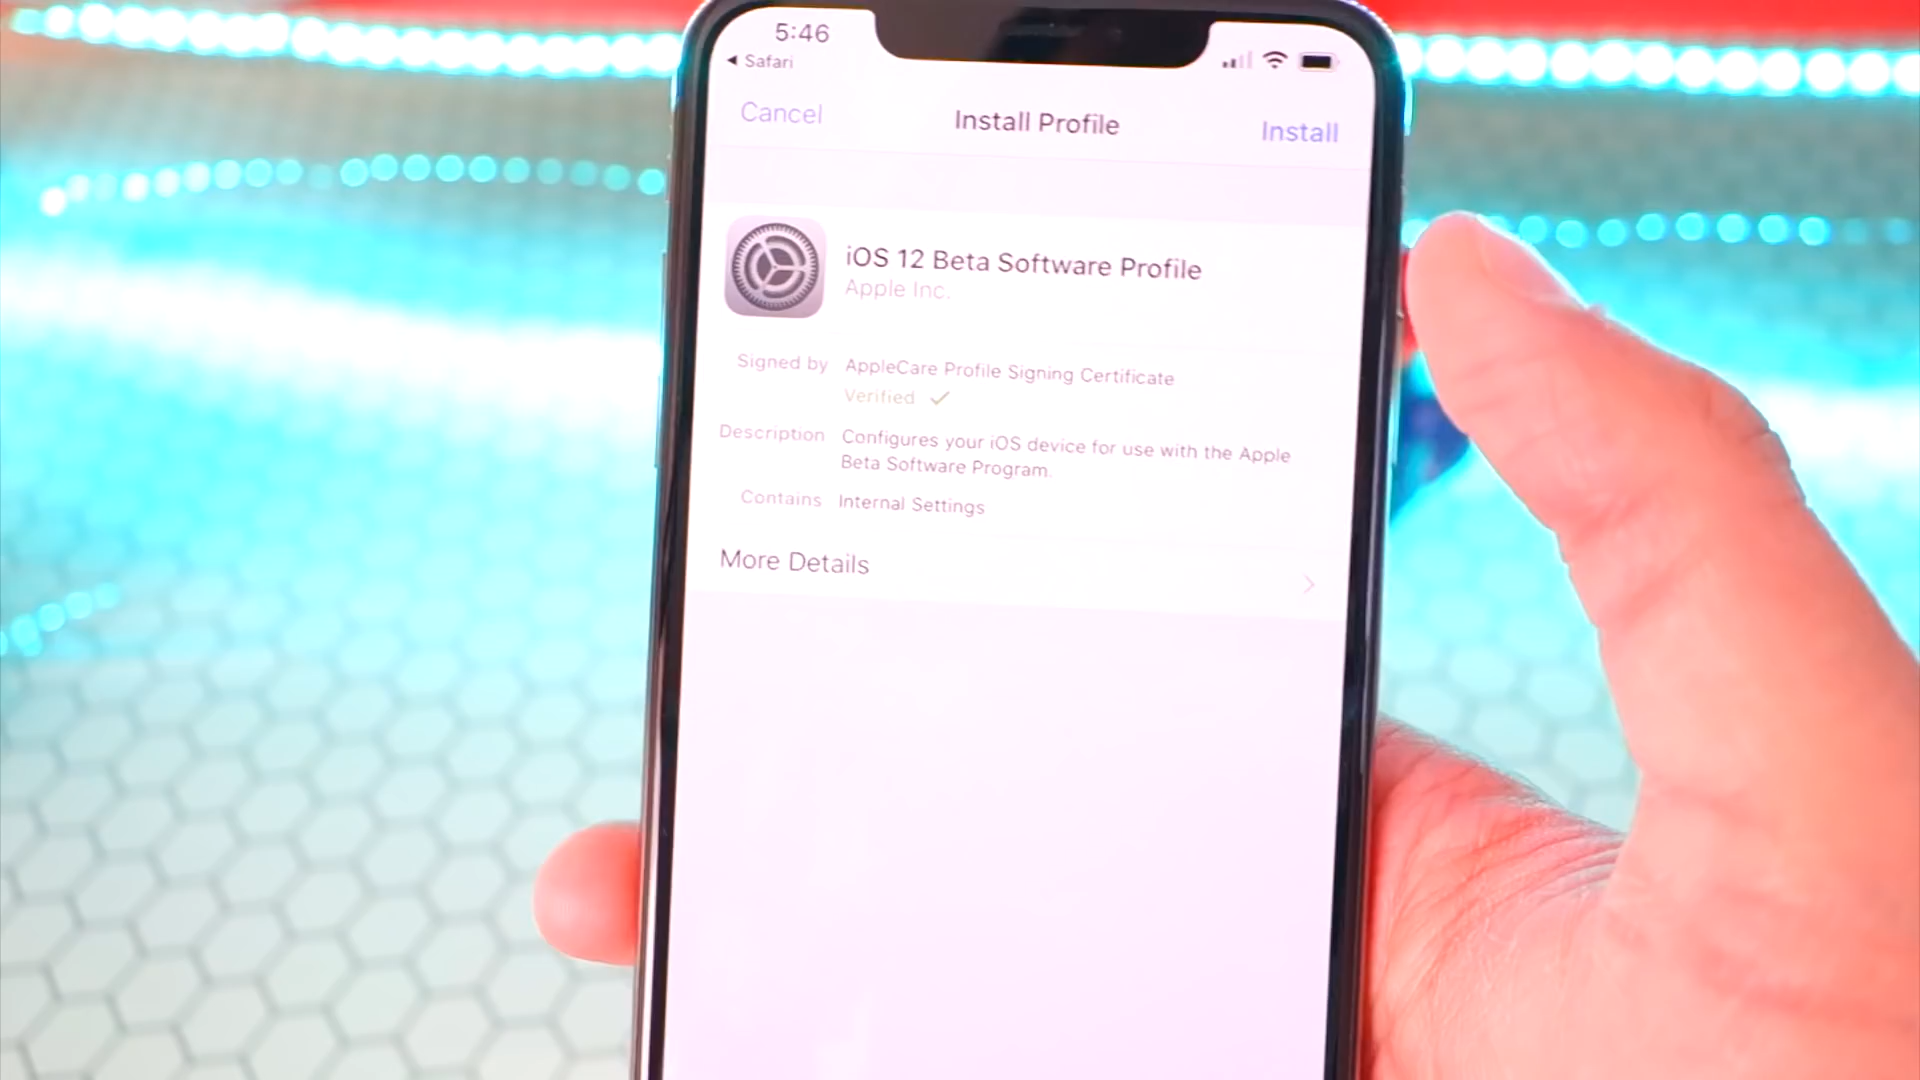 5:46
◀ Safari
Cancel
Install Profile
Install
iOS 12 Beta Software Profile
Apple Inc.
Signed by AppleCare Profile Signing Certificate
Verified ✓
Description Configures your iOS device for use with the Apple
Beta Software Program.
Contains Internal Settings
More Details